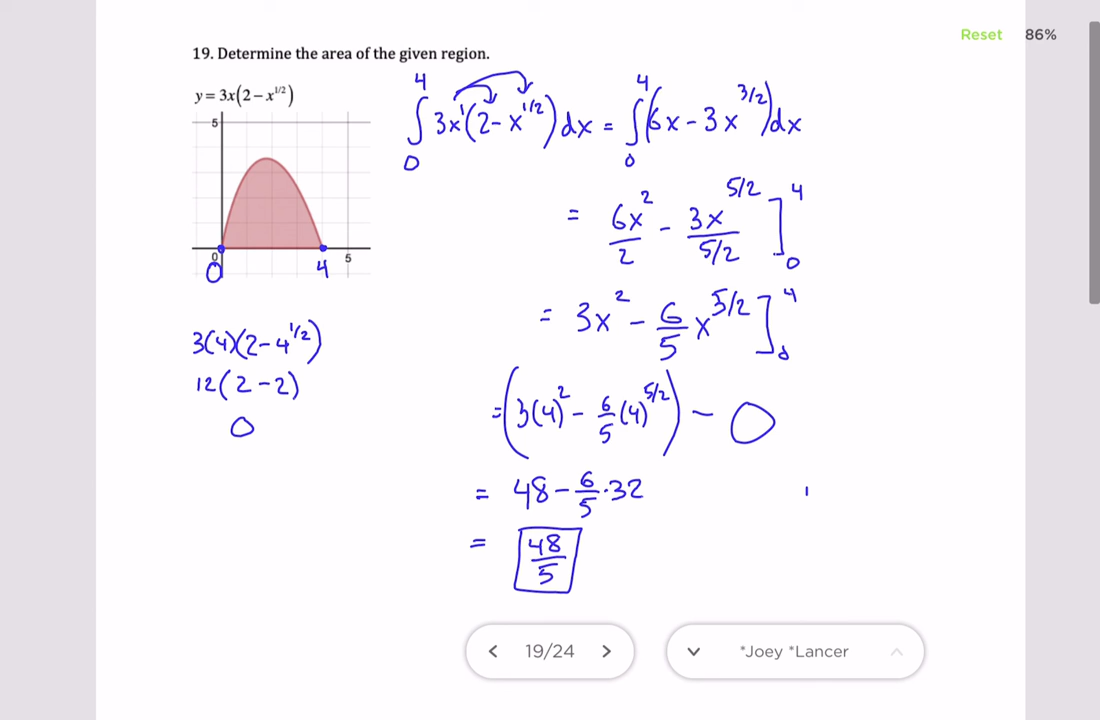 Reset 86%
19. Determine the area of the given region.
y = 3x(2 − x^(1/2))
5
0
5
0
4
∫₀⁴ 3x¹(2 − x^(1/2)) dx = ∫₀⁴ (6x − 3x^(3/2)) dx
= 6x²/2 − 3x^(5/2)/(5/2) ]₀⁴
= 3x² − 6/5 x^(5/2) ]₀⁴
= (3(4)² − 6/5 (4)^(5/2)) − 0
= 48 − 6/5 · 32
= 48/5
3(4)(2 − 4^(1/2))
12(2 − 2)
0
< 19/24 >
*Joey *Lancer